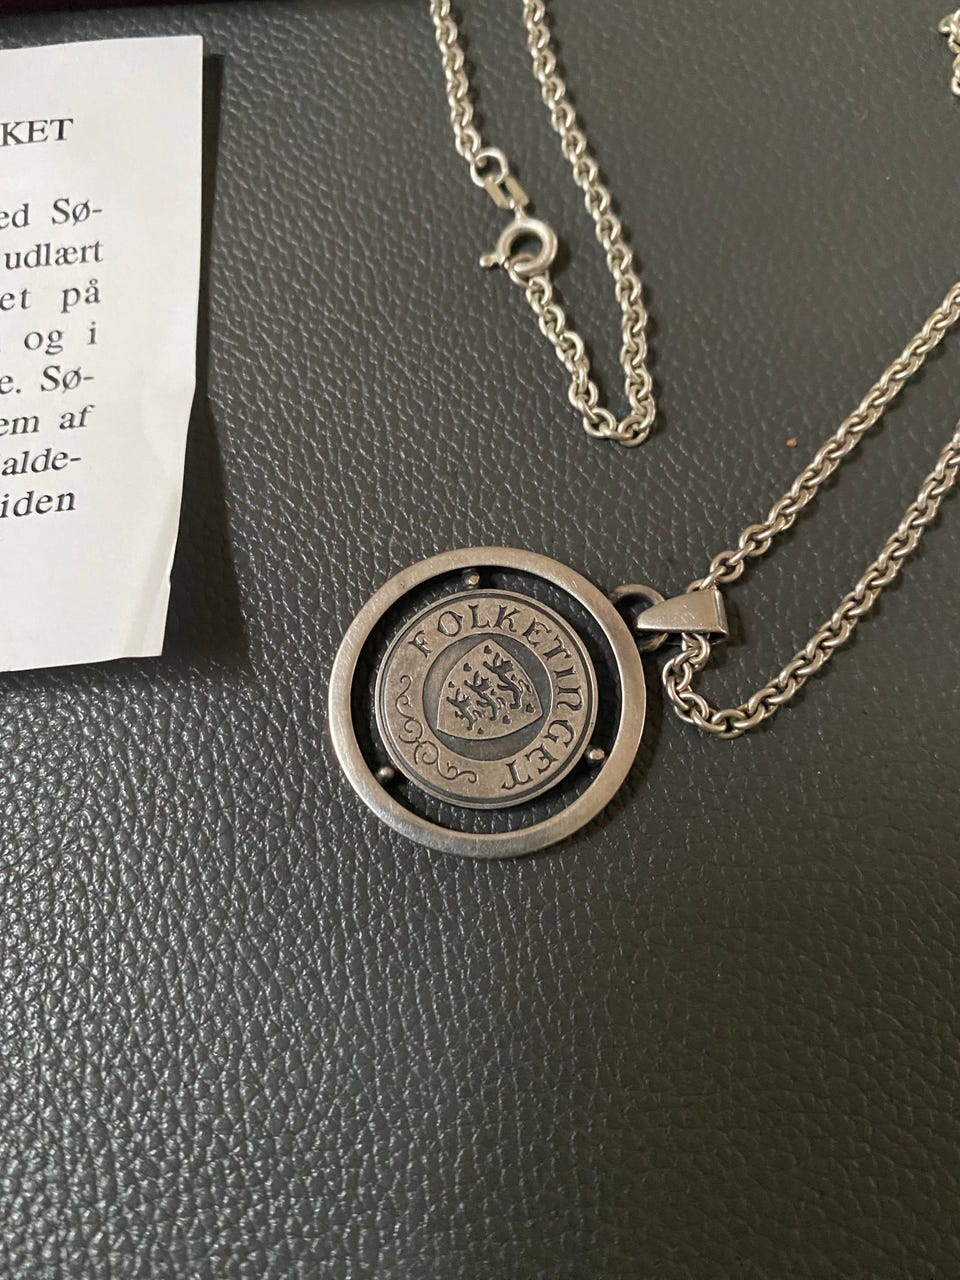 KET
ed Sø-
udlært
et på
og i
e. Sø-
em af
alde-
iden
FOLKETINGET